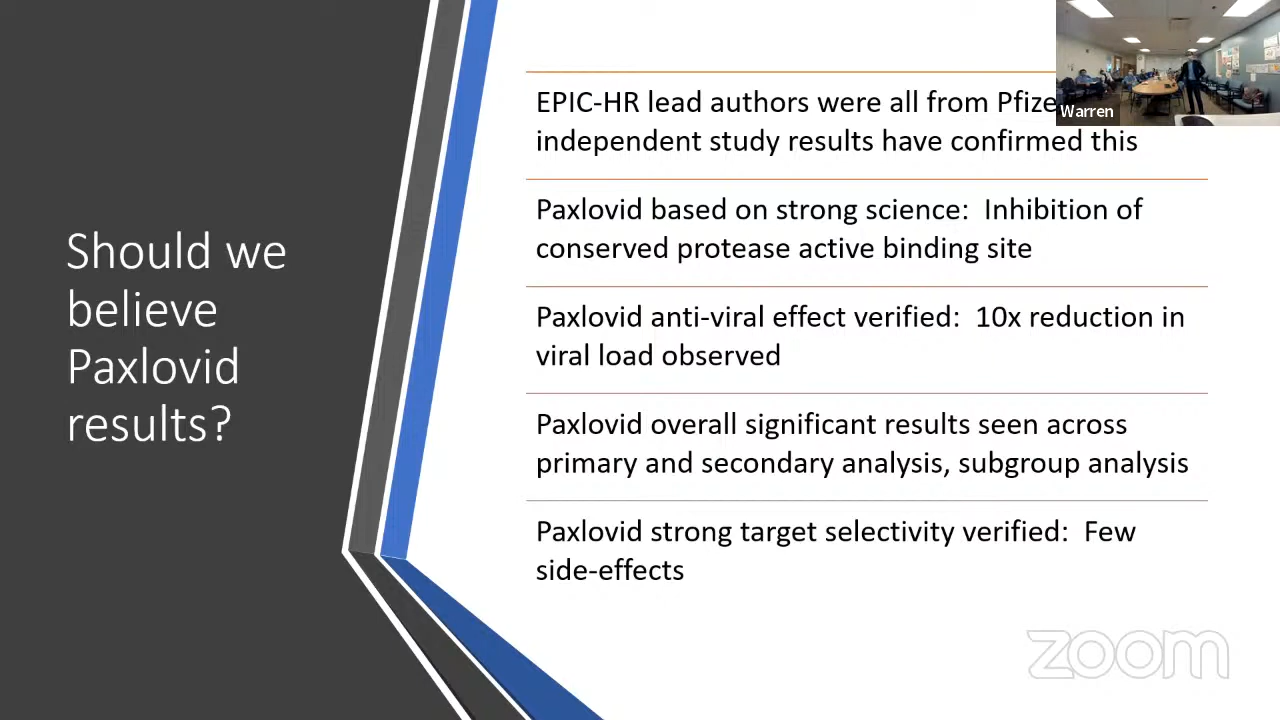 Should we
believe
Paxlovid
results?
EPIC-HR lead authors were all from
independent study results have confirmed this
Paxlovid based on strong science: Inhibition of
conserved protease active binding site
Paxlovid anti-viral effect verified: 10x reduction in
viral load observed
Paxlovid overall significant results seen across
primary and secondary analysis, subgroup analysis
Paxlovid strong target selectivity verified: Few
side-effects
Warren
zoom